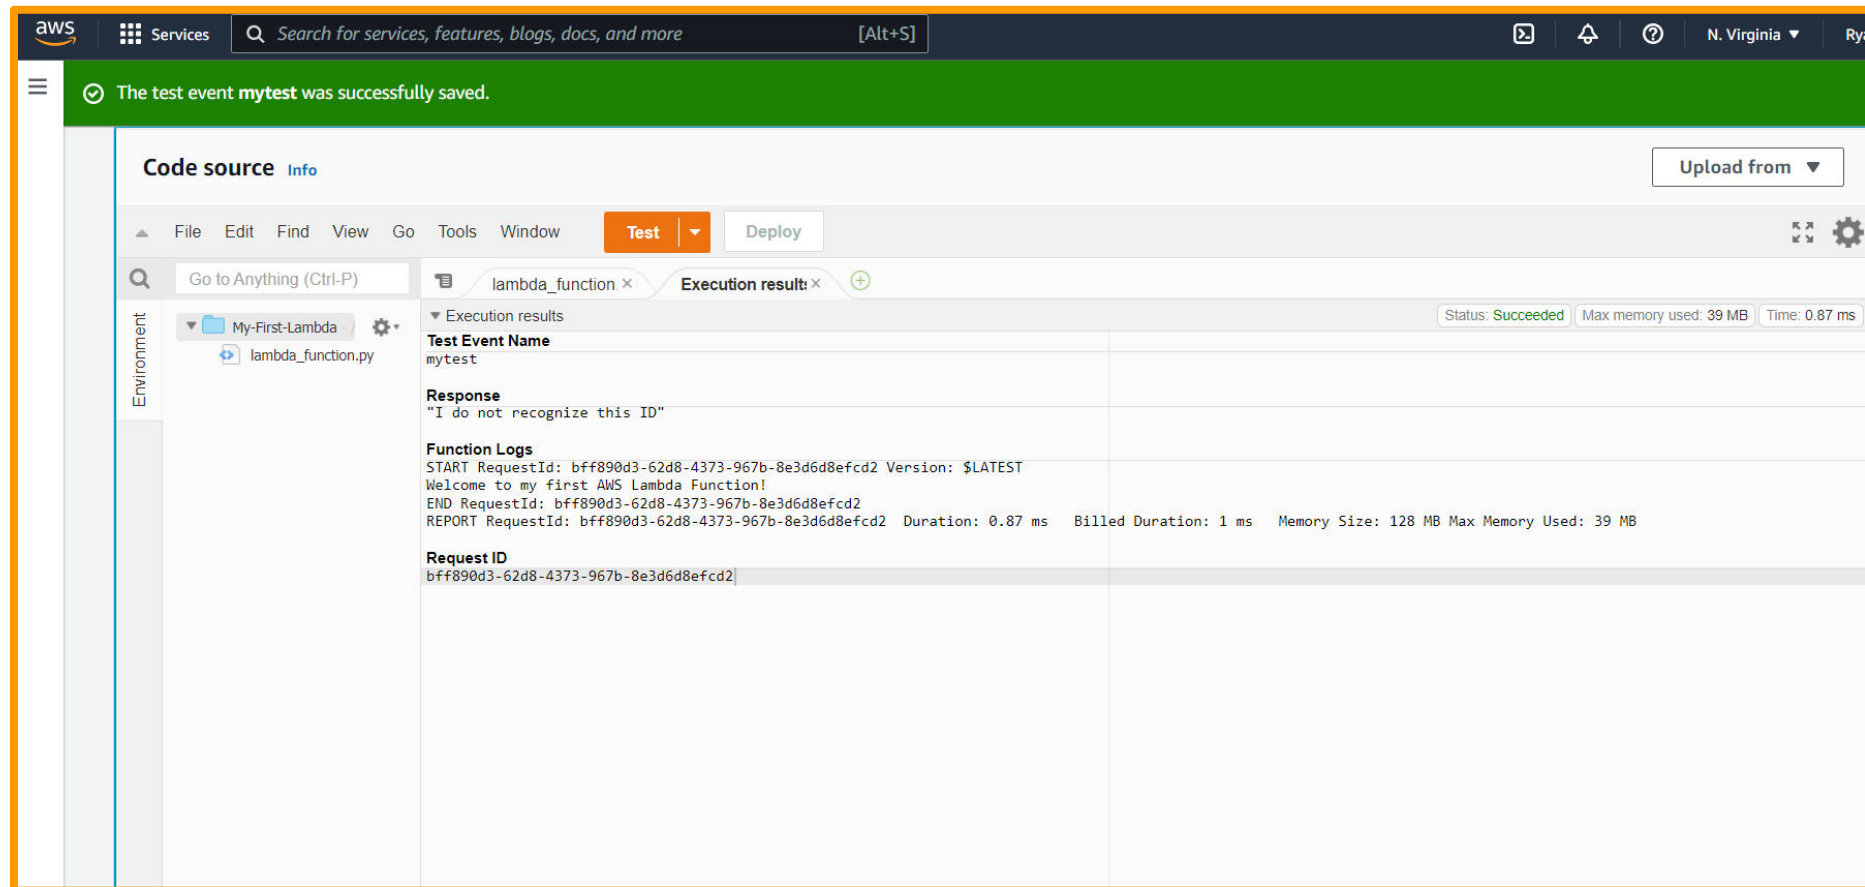 aws
Services
Search for services, features, blogs, docs, and more [Alt+S]
N. Virginia
Rya
The test event mytest was successfully saved.
Code source Info
Upload from
File Edit Find View Go Tools Window Test Deploy
Go to Anything (Ctrl-P)
lambda_function
Execution results
Environment
My-First-Lambda - /
lambda_function.py
Execution results
Status: Succeeded Max memory used: 39 MB Time: 0.87 ms
Test Event Name
mytest
Response
"I do not recognize this ID"
Function Logs
START RequestId: bff890d3-62d8-4373-967b-8e3d6d8efcd2 Version: $LATEST
Welcome to my first AWS Lambda Function!
END RequestId: bff890d3-62d8-4373-967b-8e3d6d8efcd2
REPORT RequestId: bff890d3-62d8-4373-967b-8e3d6d8efcd2 Duration: 0.87 ms Billed Duration: 1 ms Memory Size: 128 MB Max Memory Used: 39 MB
Request ID
bff890d3-62d8-4373-967b-8e3d6d8efcd2